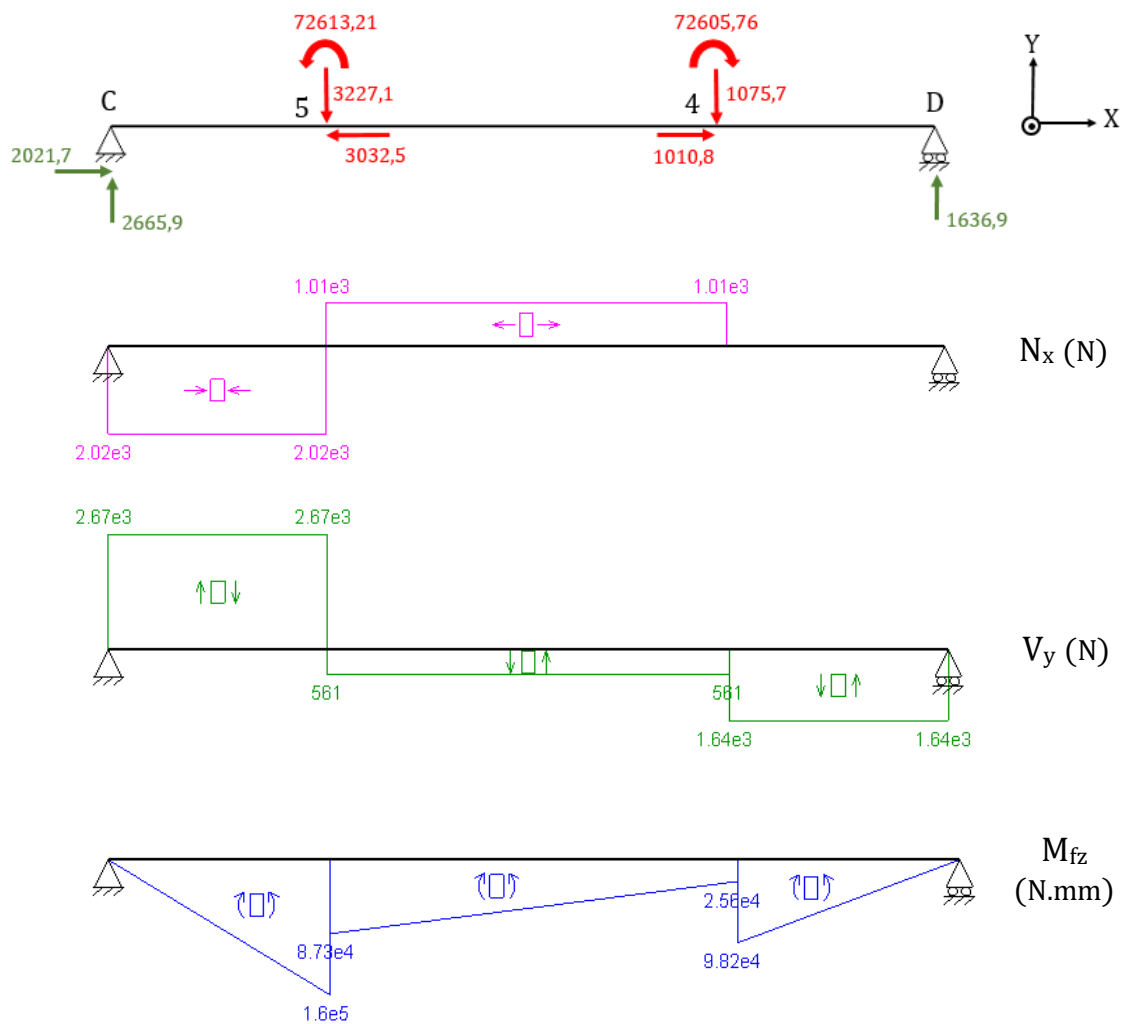 72613,21 72605,76
Y
C 5 3227,1 4 1075,7 D
X
2021,7 3032,5 1010,8
2665,9 1636,9
1.01e3 1.01e3
Nx (N)
2.02e3 2.02e3
2.67e3 2.67e3
Vy (N)
561 561
1.64e3 1.64e3
Mfz
(N.mm)
2.56e4
8.73e4
9.82e4
1.6e5